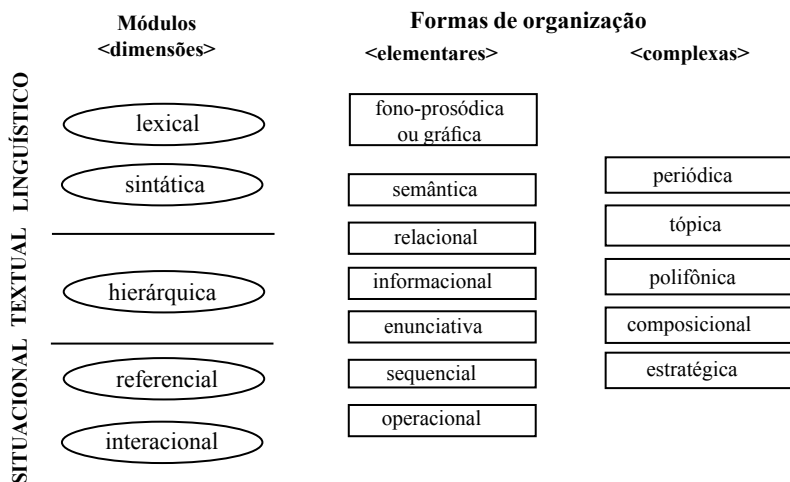 Módulos
<dimensões>
Formas de organização
<elementares>
<complexas>
LINGUÍSTICO
lexical
sintática
TEXTUAL
hierárquica
SITUACIONAL
referencial
interacional
fono-prosódica
ou gráfica
semântica
relacional
informacional
enunciativa
sequencial
operacional
periódica
tópica
polifônica
composicional
estratégica